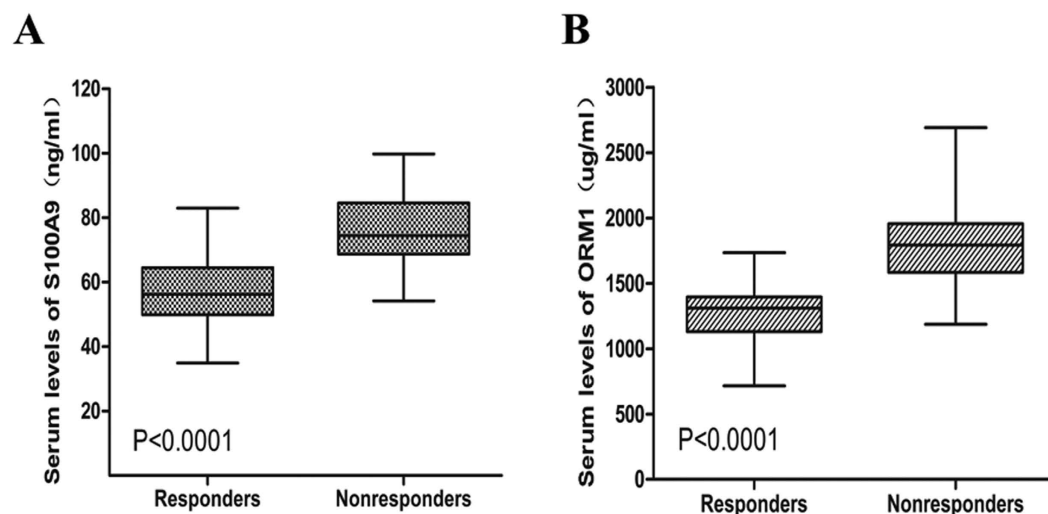 A
Serum levels of S100A9（ng/ml）
120
100
80
60
40
20
P<0.0001
Responders
Nonresponders
B
Serum levels of ORM1（ug/ml）
3000
2500
2000
1500
1000
500
0
P<0.0001
Responders
Nonresponders